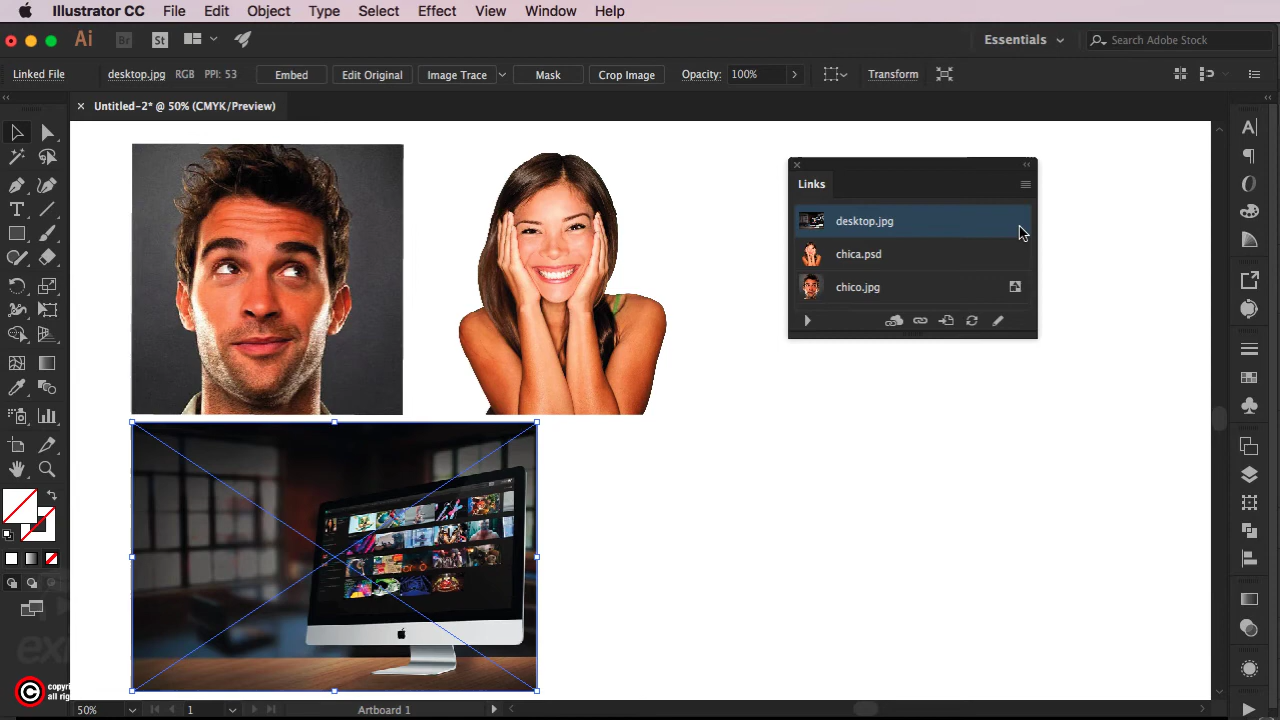 Illustrator CC File Edit Object Type Select Effect View Window Help
Ai Br St Essentials Search Adobe Stock
Linked File desktop.jpg RGB PPI: 53 Embed Edit Original Image Trace Mask Crop Image Opacity: 100% Transform
× Untitled-2* @ 50% (CMYK/Preview)
Links
desktop.jpg
chica.psd
chico.jpg
50% 1 Artboard 1